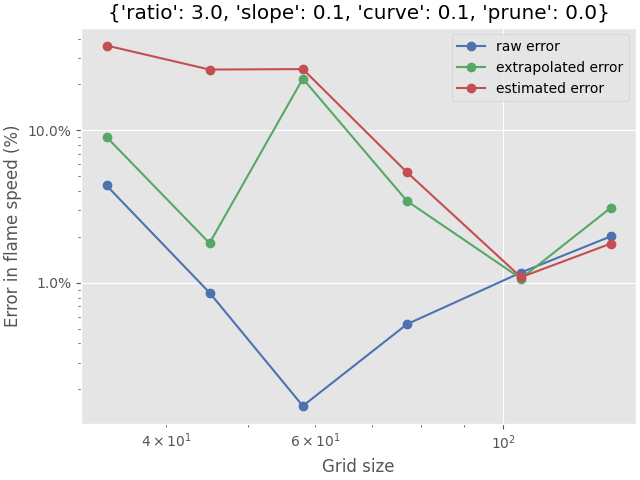 {'ratio': 3.0, 'slope': 0.1, 'curve': 0.1, 'prune': 0.0}
raw error
extrapolated error
estimated error
10.0%
1.0%
Error in flame speed (%)
4 × 10¹
6 × 10¹
10²
Grid size